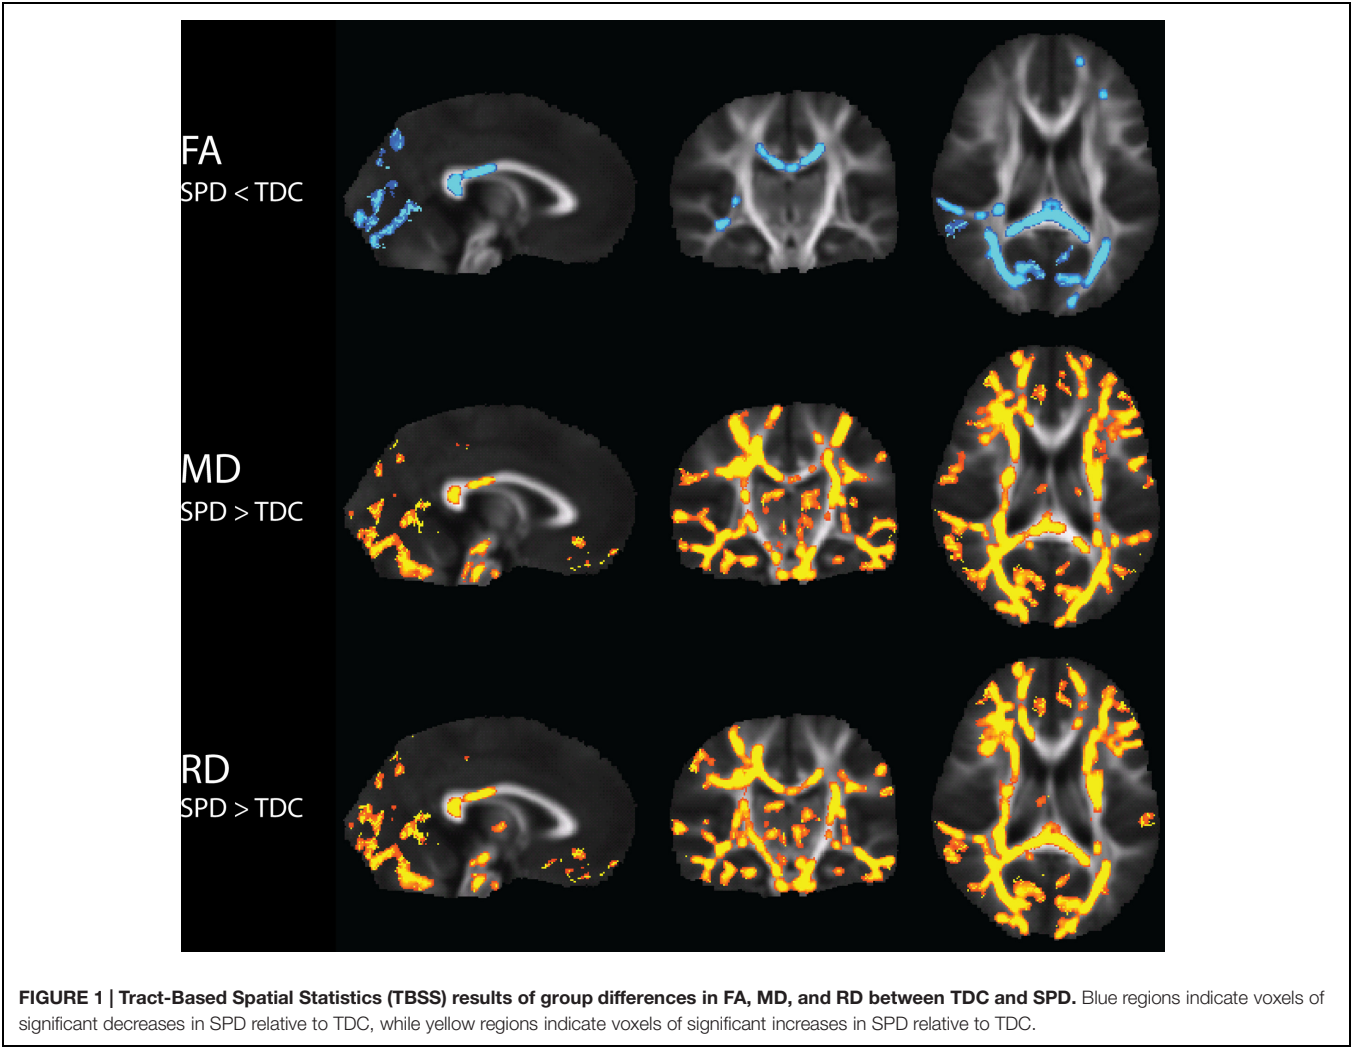 FA
SPD < TDC
MD
SPD > TDC
RD
SPD > TDC
FIGURE 1 | Tract-Based Spatial Statistics (TBSS) results of group differences in FA, MD, and RD between TDC and SPD. Blue regions indicate voxels of
significant decreases in SPD relative to TDC, while yellow regions indicate voxels of significant increases in SPD relative to TDC.